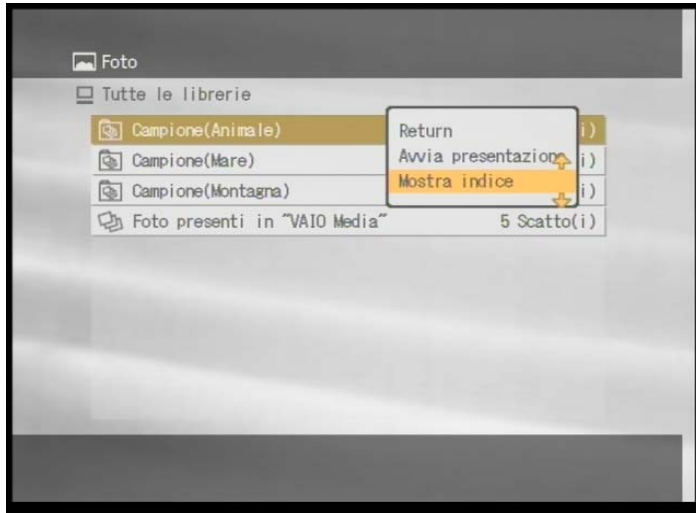 Foto
Tutte le librerie
Campione(Animale)
i)
Campione(Mare)
i)
Campione(Montagna)
i)
Foto presenti in "VAIO Media"
5 Scatto(i)
Return
Avvia presentazione
Mostra indice